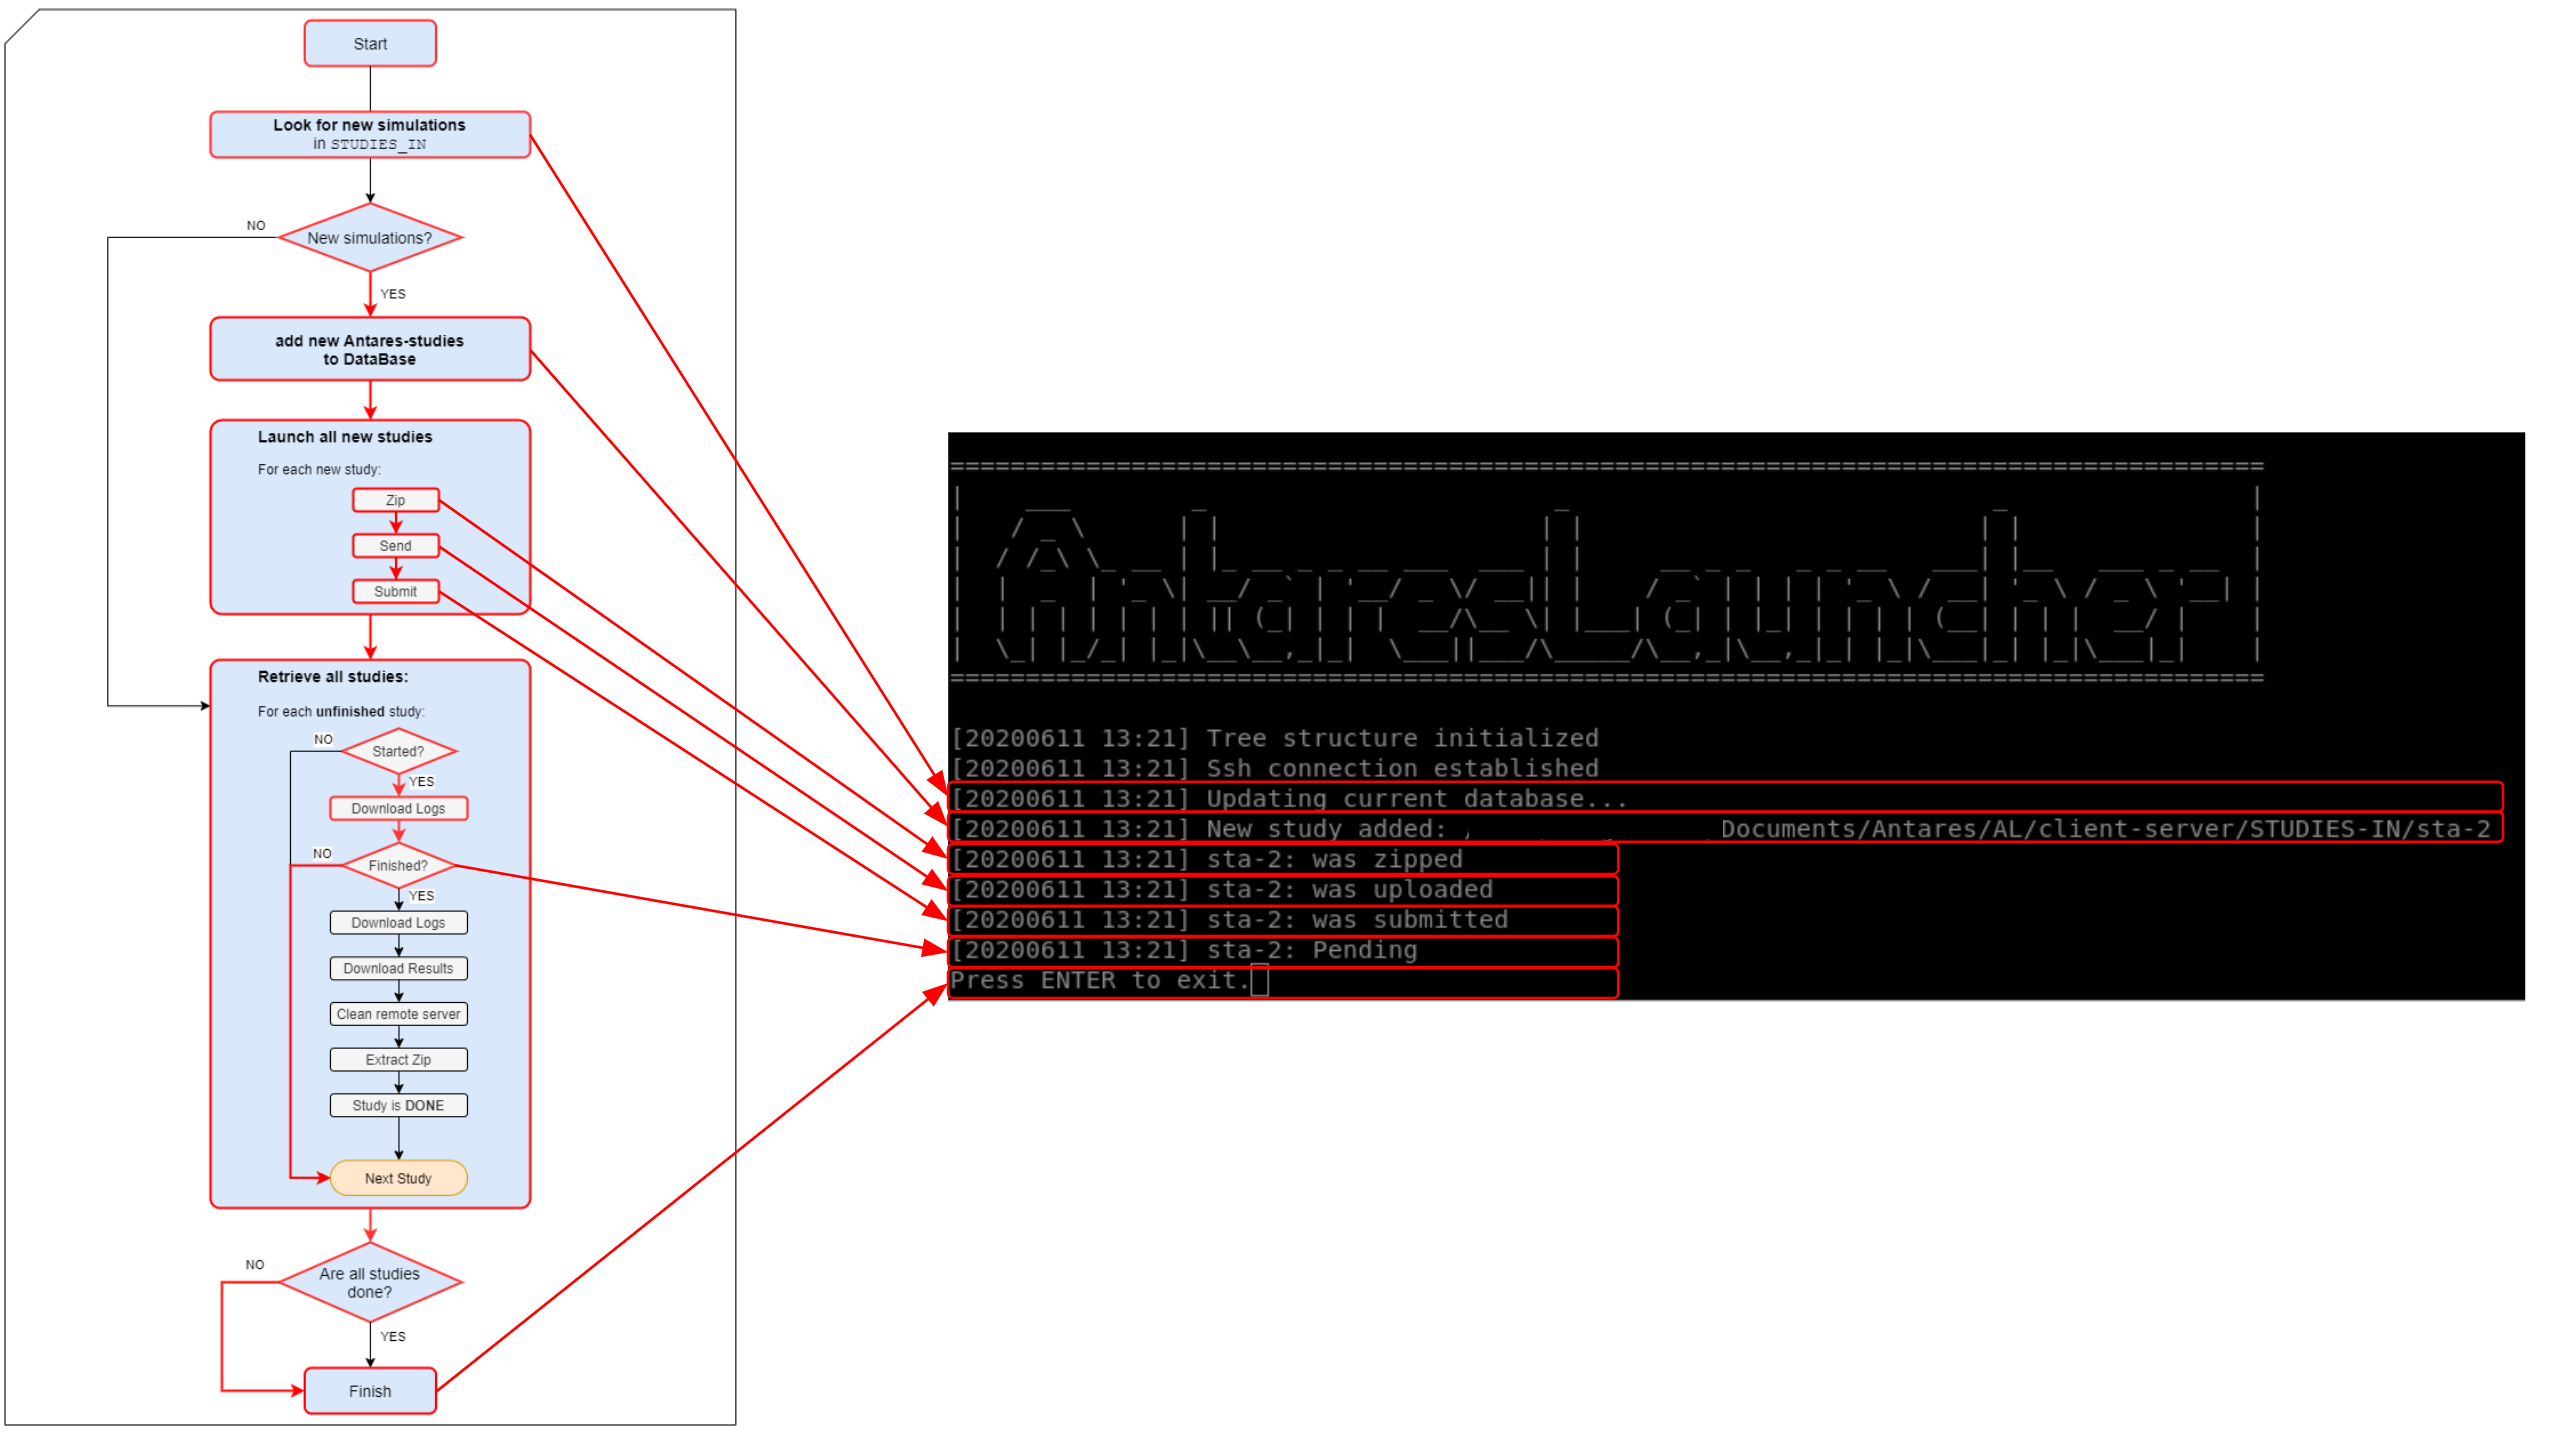 Start
Look for new simulations
in STUDIES_IN
New simulations?
NO
YES
add new Antares-studies
to DataBase
Launch all new studies
For each new study:
Zip
Send
Submit
Retrieve all studies:
For each unfinished study:
NO
Started?
YES
Download Logs
NO
Finished?
YES
Download Logs
Download Results
Clean remote server
Extract Zip
Study is DONE
Next Study
NO
Are all studies
done?
YES
Finish
AntaresLauncher
[20200611 13:21] Tree structure initialized
[20200611 13:21] Ssh connection established
[20200611 13:21] Updating current database...
[20200611 13:21] New study added: / Documents/Antares/AL/client-server/STUDIES-IN/sta-2
[20200611 13:21] sta-2: was zipped
[20200611 13:21] sta-2: was uploaded
[20200611 13:21] sta-2: was submitted
[20200611 13:21] sta-2: Pending
Press ENTER to exit.